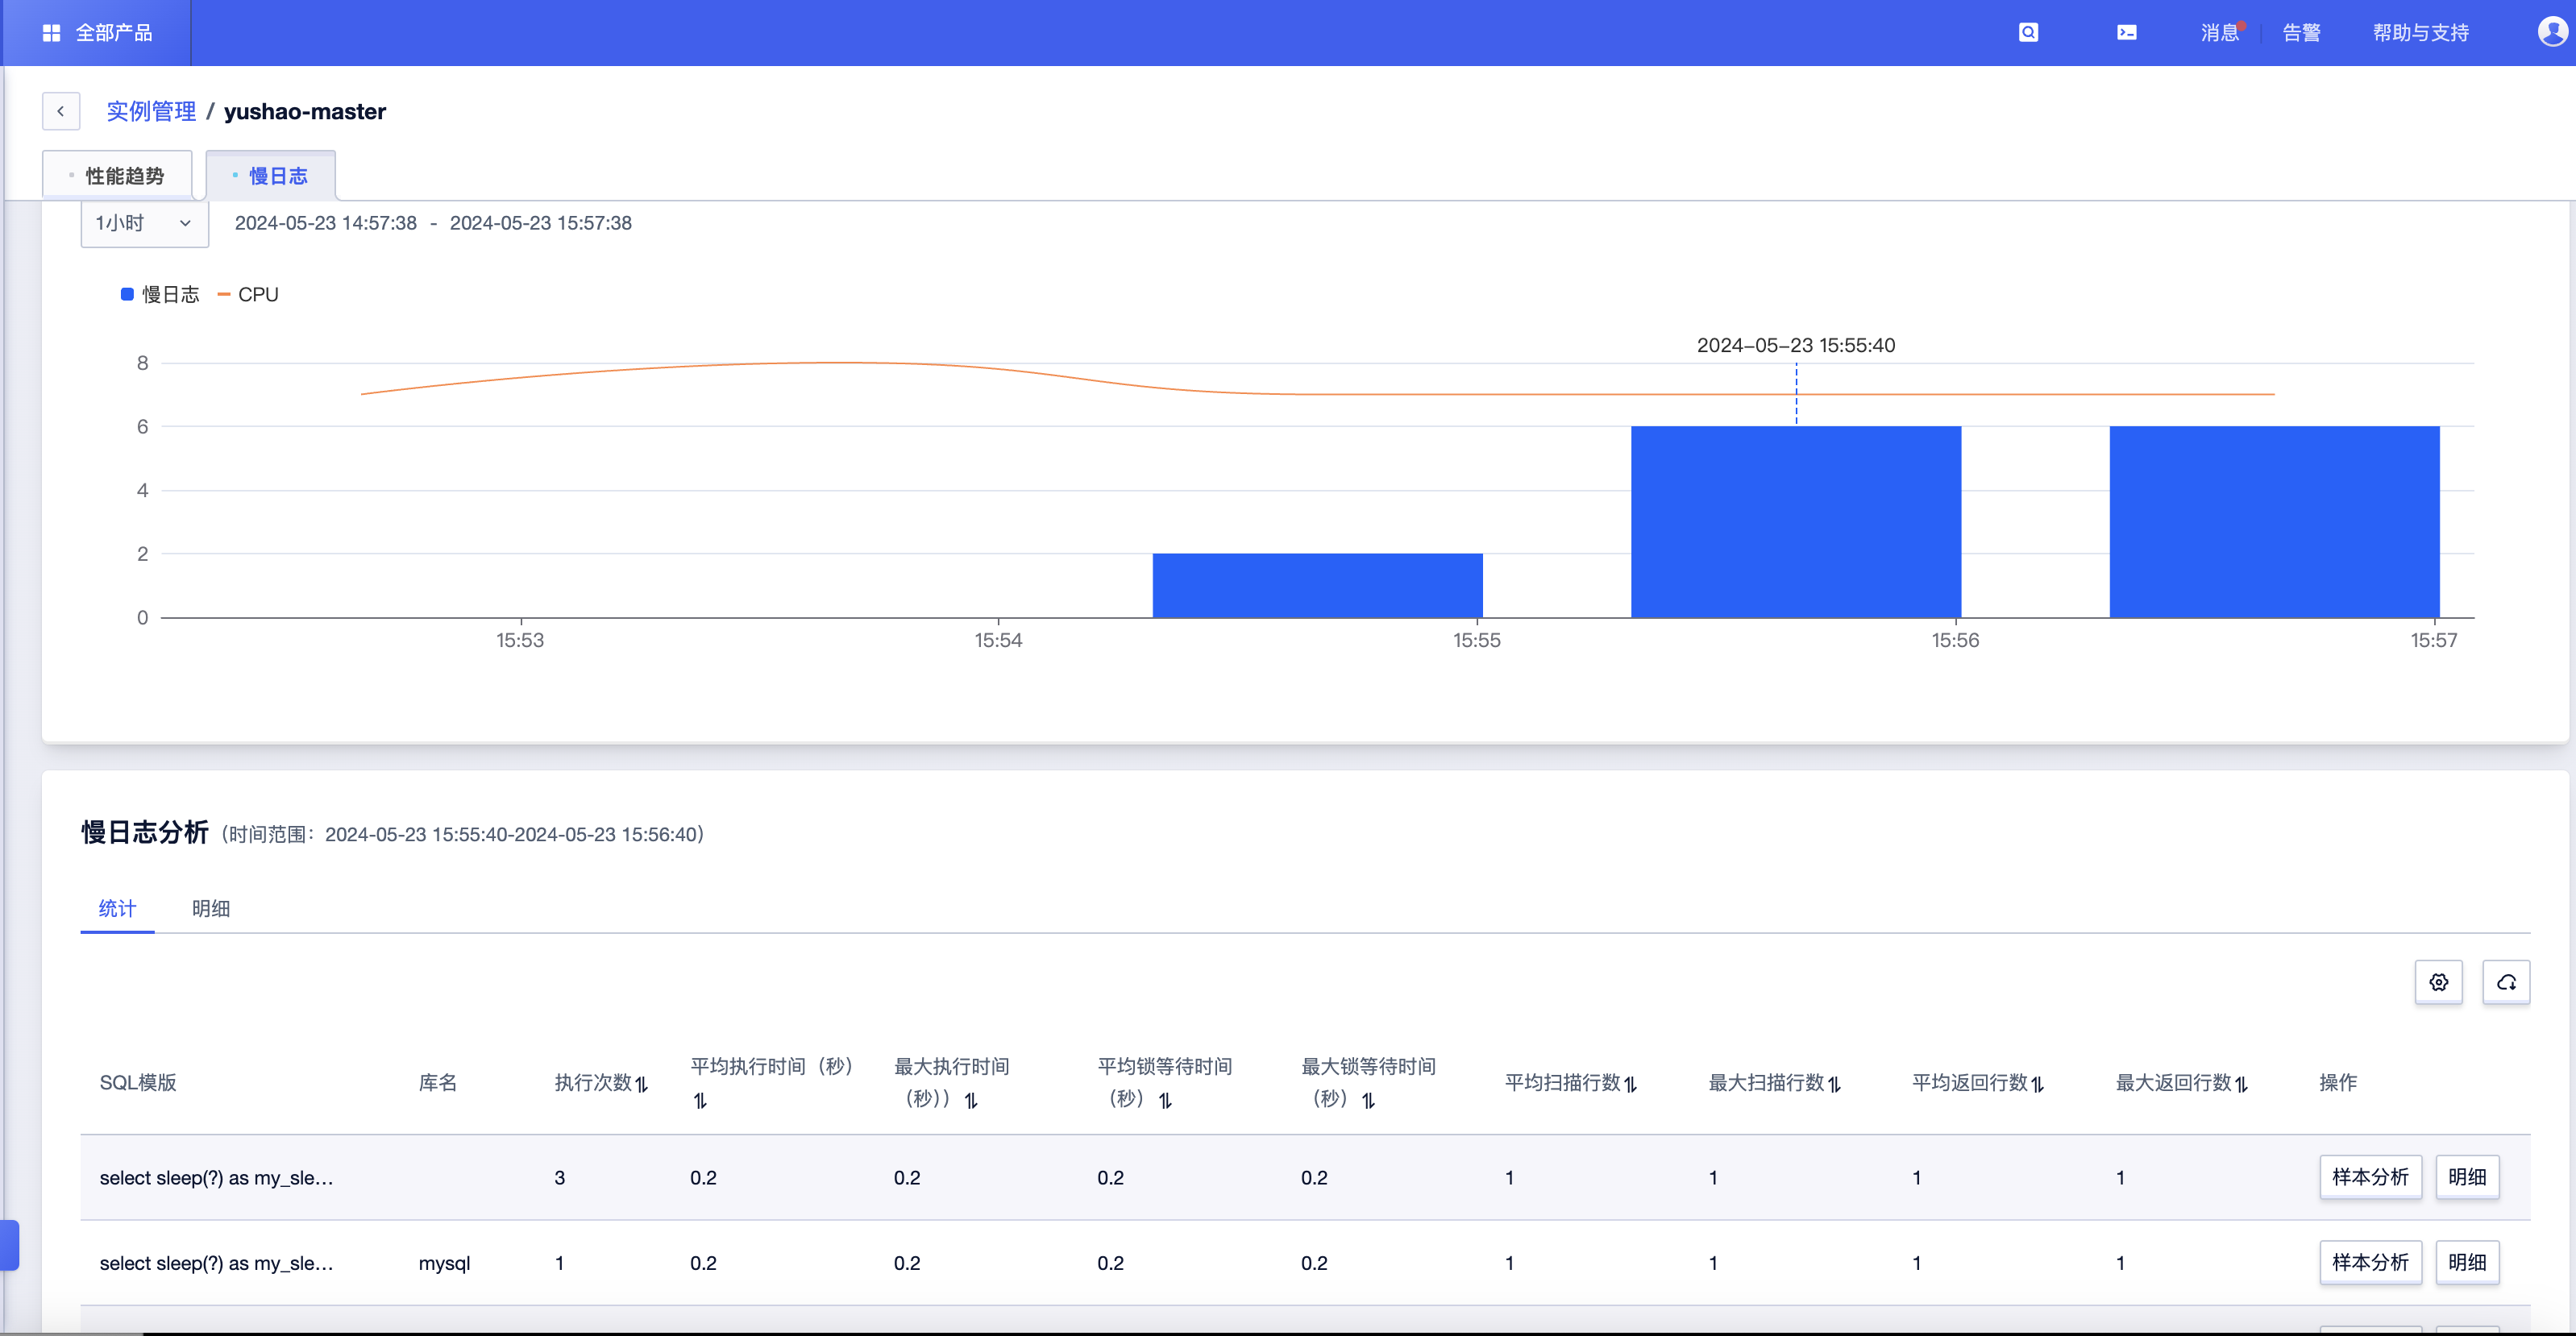 全部产品
消息
告警
帮助与支持
实例管理 / yushao-master
性能趋势
慢日志
1小时
2024-05-23 14:57:38 - 2024-05-23 15:57:38
慢日志
CPU
2024-05-23 15:55:40
8
6
4
2
0
15:53
15:54
15:55
15:56
15:57
慢日志分析 (时间范围：2024-05-23 15:55:40-2024-05-23 15:56:40)
统计
明细
SQL模版
库名
执行次数
平均执行时间（秒）
最大执行时间
（秒））
平均锁等待时间
（秒）
最大锁等待时间
（秒）
平均扫描行数
最大扫描行数
平均返回行数
最大返回行数
操作
select sleep(?) as my_sle... 3 0.2 0.2 0.2 0.2 1 1 1 1 样本分析 明细
select sleep(?) as my_sle... mysql 1 0.2 0.2 0.2 0.2 1 1 1 1 样本分析 明细